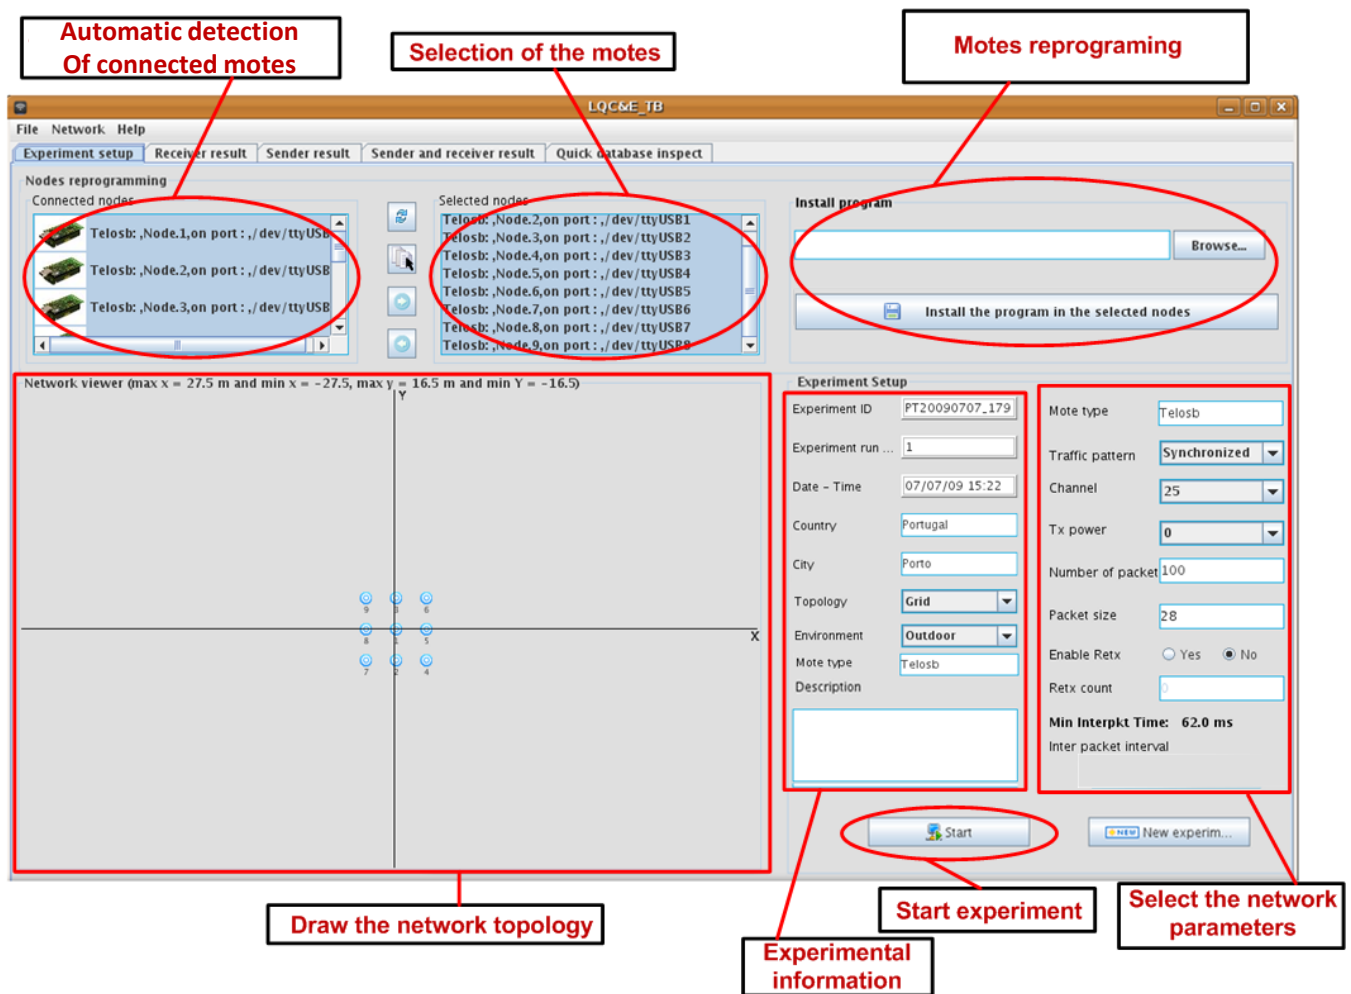 Automatic detection
Of connected motes
Selection of the motes
Motes reprograming
LQC&E_TB
File Network Help
Experiment setup Receiver result Sender result Sender and receiver result Quick database inspect
Nodes reprogramming
Connected nodes
Telosb: ,Node.1,on port : ,/dev/ttyUSB
Telosb: ,Node.2,on port : ,/dev/ttyUSB
Telosb: ,Node.3,on port : ,/dev/ttyUSB
Selected nodes
Telosb: ,Node.2,on port : ,/dev/ttyUSB1
Telosb: ,Node.3,on port : ,/dev/ttyUSB2
Telosb: ,Node.4,on port : ,/dev/ttyUSB3
Telosb: ,Node.5,on port : ,/dev/ttyUSB4
Telosb: ,Node.6,on port : ,/dev/ttyUSB5
Telosb: ,Node.7,on port : ,/dev/ttyUSB6
Telosb: ,Node.8,on port : ,/dev/ttyUSB7
Telosb: ,Node.9,on port : ,/dev/ttyUSB8
Install program
Browse...
Install the program in the selected nodes
Network viewer (max x = 27.5 m and min x = -27.5, max y = 16.5 m and min Y = -16.5)
Y
X
9 3 6
8 1 5
7 2 4
Experiment Setup
Experiment ID PT20090707_179
Experiment run ... 1
Date - Time 07/07/09 15:22
Country Portugal
City Porto
Topology Grid
Environment Outdoor
Mote type Telosb
Description
Mote type Telosb
Traffic pattern Synchronized
Channel 25
Tx power 0
Number of packet 100
Packet size 28
Enable Retx Yes No
Retx count 0
Min Interpkt Time: 62.0 ms
Inter packet interval
Start
NEW New experim...
Draw the network topology
Start experiment
Select the network
parameters
Experimental
information